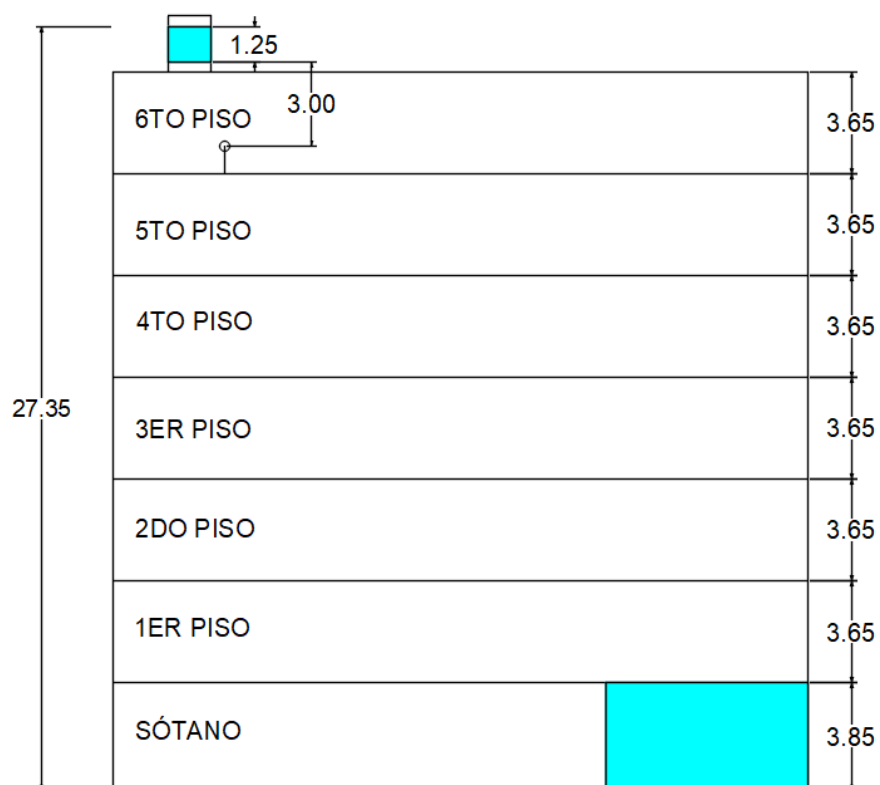 1.25
3.00
6TO PISO
3.65
5TO PISO
3.65
4TO PISO
3.65
27.35
3ER PISO
3.65
2DO PISO
3.65
1ER PISO
3.65
SÓTANO
3.85